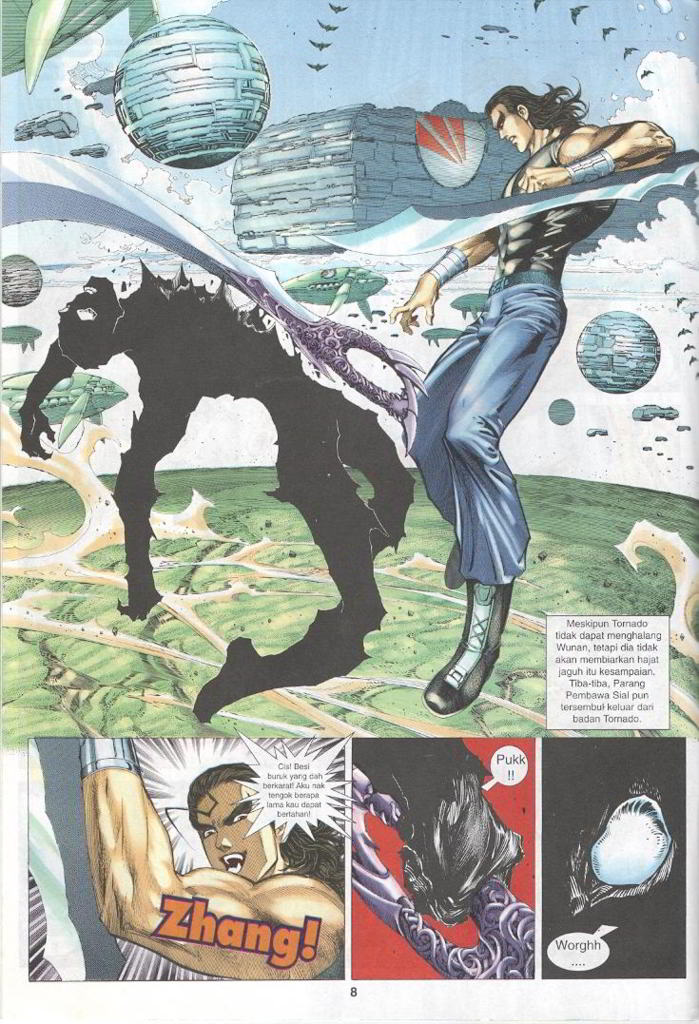 Meskipun Tornado
tidak dapat menghalang
Wunan, tetapi dia tidak
akan membiarkan hajat
jaguh itu kesampaian.
Tiba-tiba, Parang
Pembawa Sial pun
tersembul keluar dari
badan Tornado.
Cis! Besi
buruk yang dah
berkarat! Aku nak
tengok berapa
lama kau dapat
bertahan!
Zhang!
Pukk
!!
Worghh
....
8